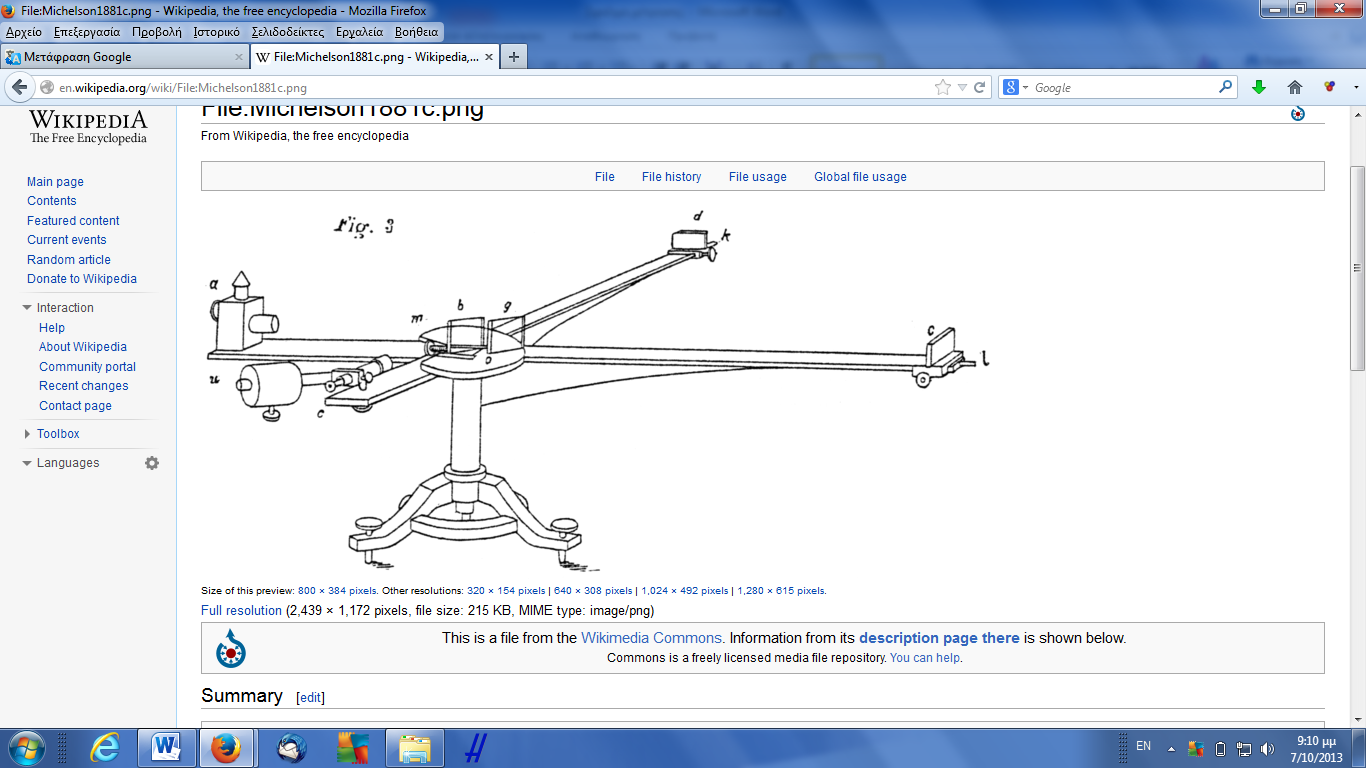 File:Michelson1881c.png - Wikipedia, the free encyclopedia - Mozilla Firefox
Αρχείο Επεξεργασία Προβολή Ιστορικό Σελιδοδείκτες Εργαλεία Βοήθεια
Μετάφραση Google
W File:Michelson1881c.png - Wikipedia,...
en.wikipedia.org/wiki/File:Michelson1881c.png
Google
WIKIPEDIA
The Free Encyclopedia
Main page
Contents
Featured content
Current events
Random article
Donate to Wikipedia
Interaction
Help
About Wikipedia
Community portal
Recent changes
Contact page
Toolbox
Languages
File:Michelson1881c.png
From Wikipedia, the free encyclopedia
File File history File usage Global file usage
Fig. 3
d
k
a
b
g
m
c
l
o
u
c
Size of this preview: 800 × 384 pixels. Other resolutions: 320 × 154 pixels | 640 × 308 pixels | 1,024 × 492 pixels | 1,280 × 615 pixels.
Full resolution (2,439 × 1,172 pixels, file size: 215 KB, MIME type: image/png)
This is a file from the Wikimedia Commons. Information from its description page there is shown below.
Commons is a freely licensed media file repository. You can help.
Summary [edit]
EN
9:10 μμ
7/10/2013